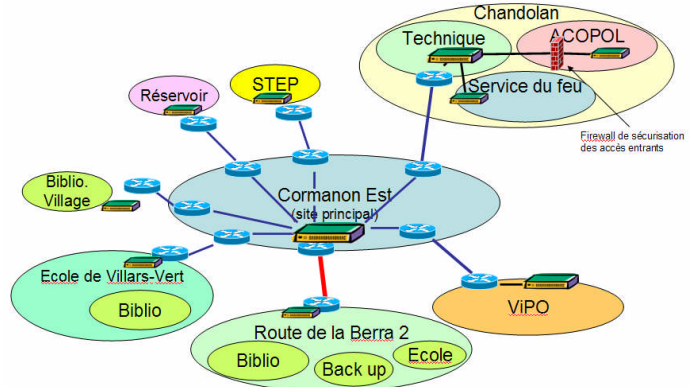 Chandolan
Technique
ACOPOL
Service du feu
Firewall de sécurisation
des accès entrants
STEP
Réservoir
Biblio.
Village
Cormanon Est
(site principal)
Ecole de Villars-Vert
Biblio
ViPO
Route de la Berra 2
Biblio
Back up
Ecole